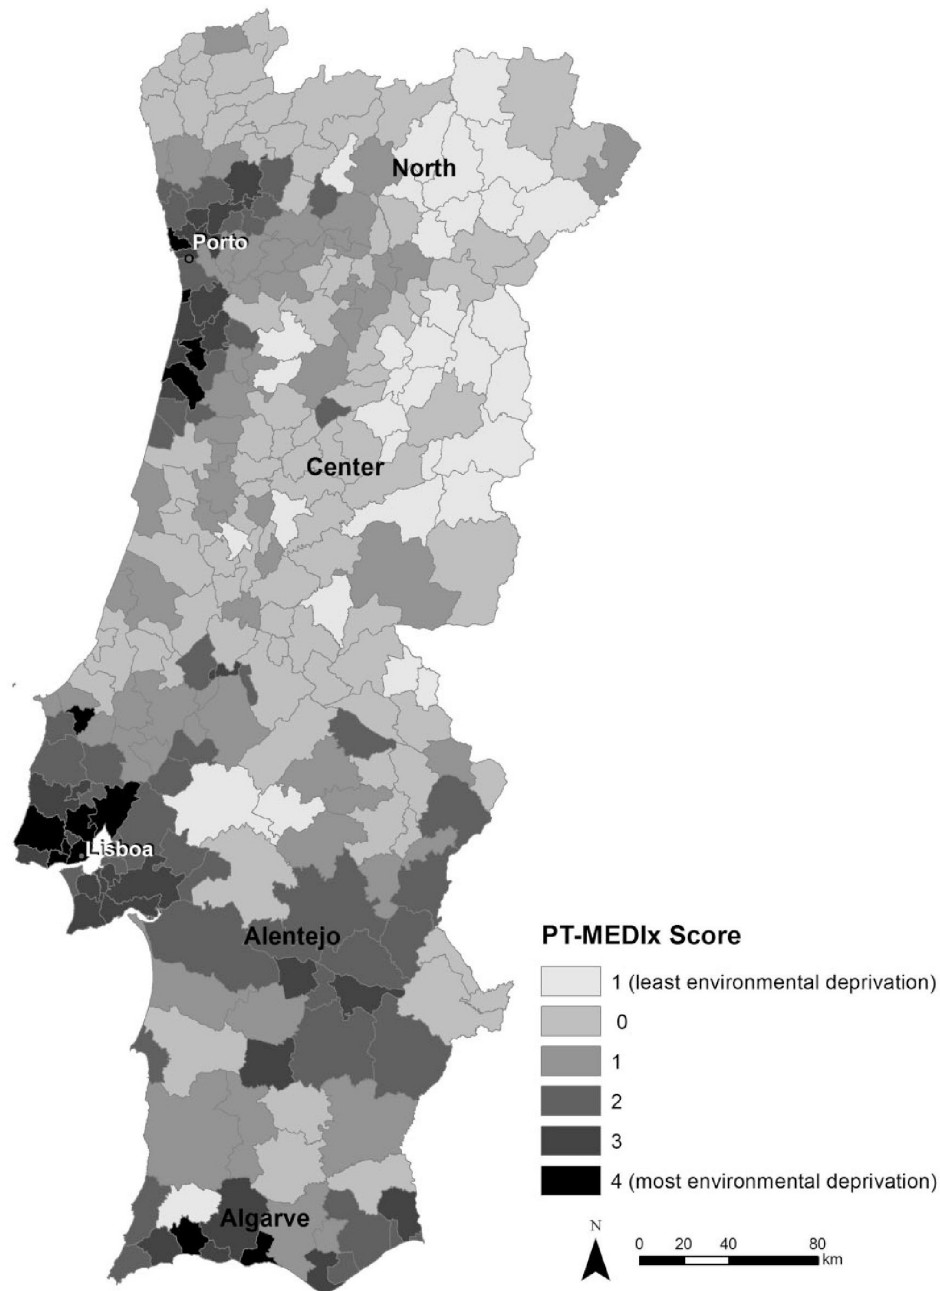 North
Porto
Center
Lisboa
Alentejo
Algarve
PT-MEDIx Score
1 (least environmental deprivation)
0
1
2
3
4 (most environmental deprivation)
N
0 20 40 80
km